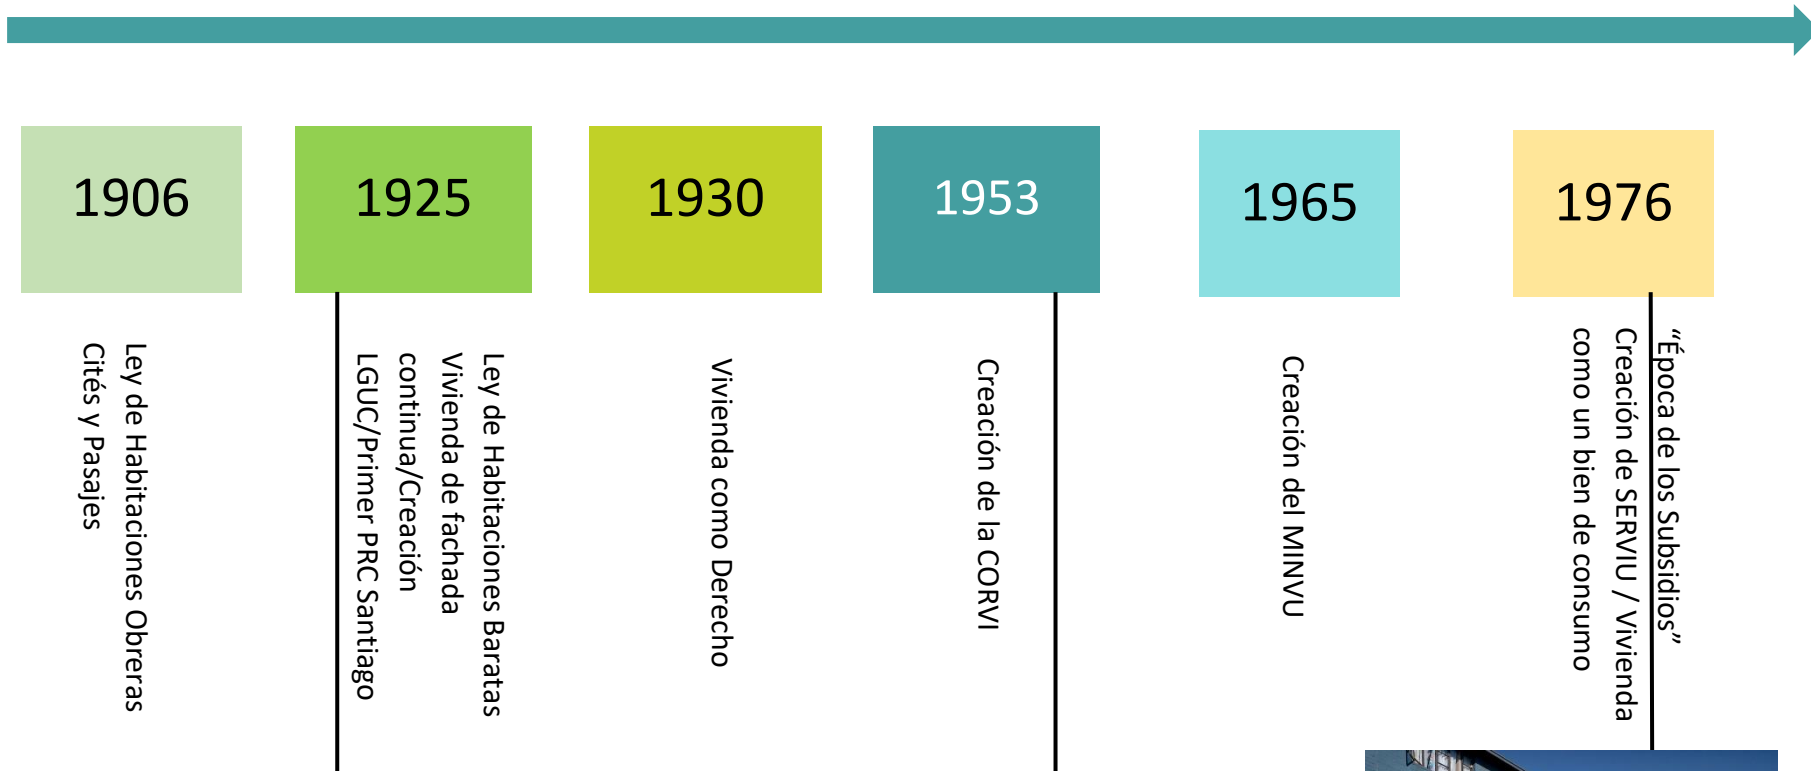 1906
1925
1930
1953
1965
1976
Ley de Habitaciones Obreras
Cités y Pasajes
Ley de Habitaciones Baratas
Vivienda de fachada
continua/Creación
LGUC/Primer PRC Santiago
Vivienda como Derecho
Creación de la CORVI
Creación del MINVU
“Época de los Subsidios”
Creación de SERVIU / Vivienda
como un bien de consumo